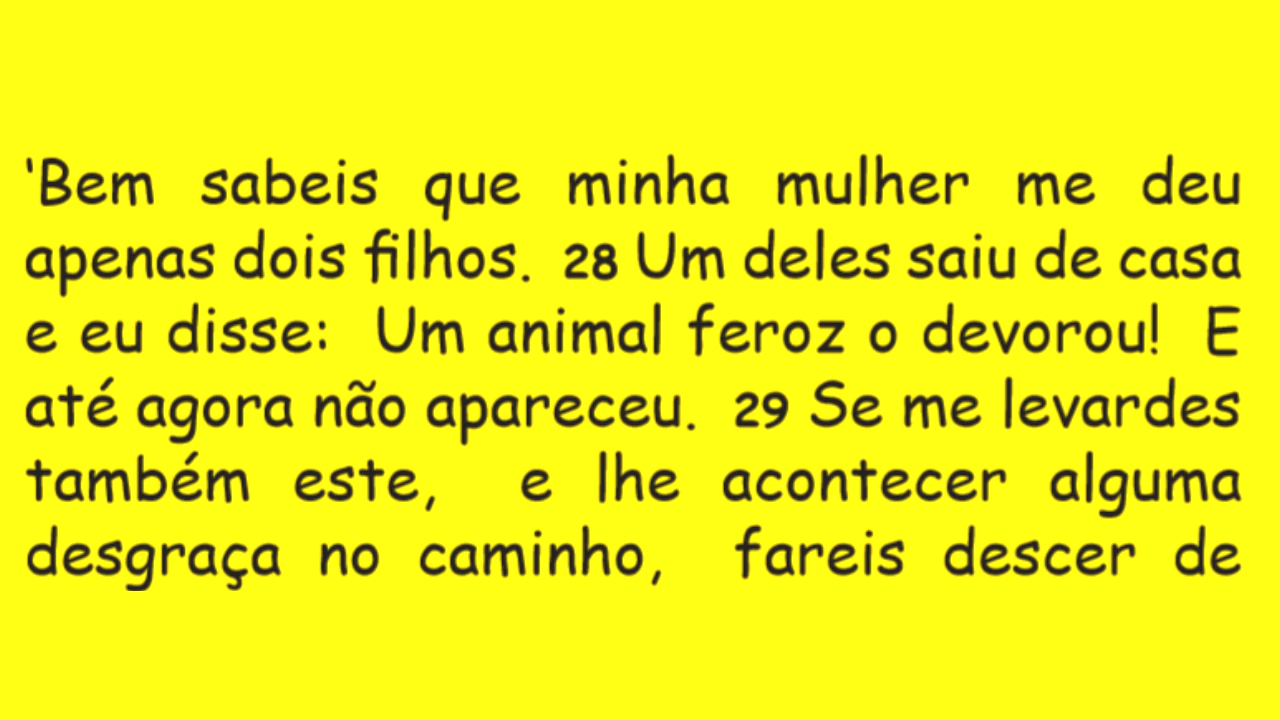 ‘Bem sabeis que minha mulher me deu
apenas dois filhos. 28 Um deles saiu de casa
e eu disse: Um animal feroz o devorou! E
até agora não apareceu. 29 Se me levardes
também este, e lhe acontecer alguma
desgraça no caminho, fareis descer de